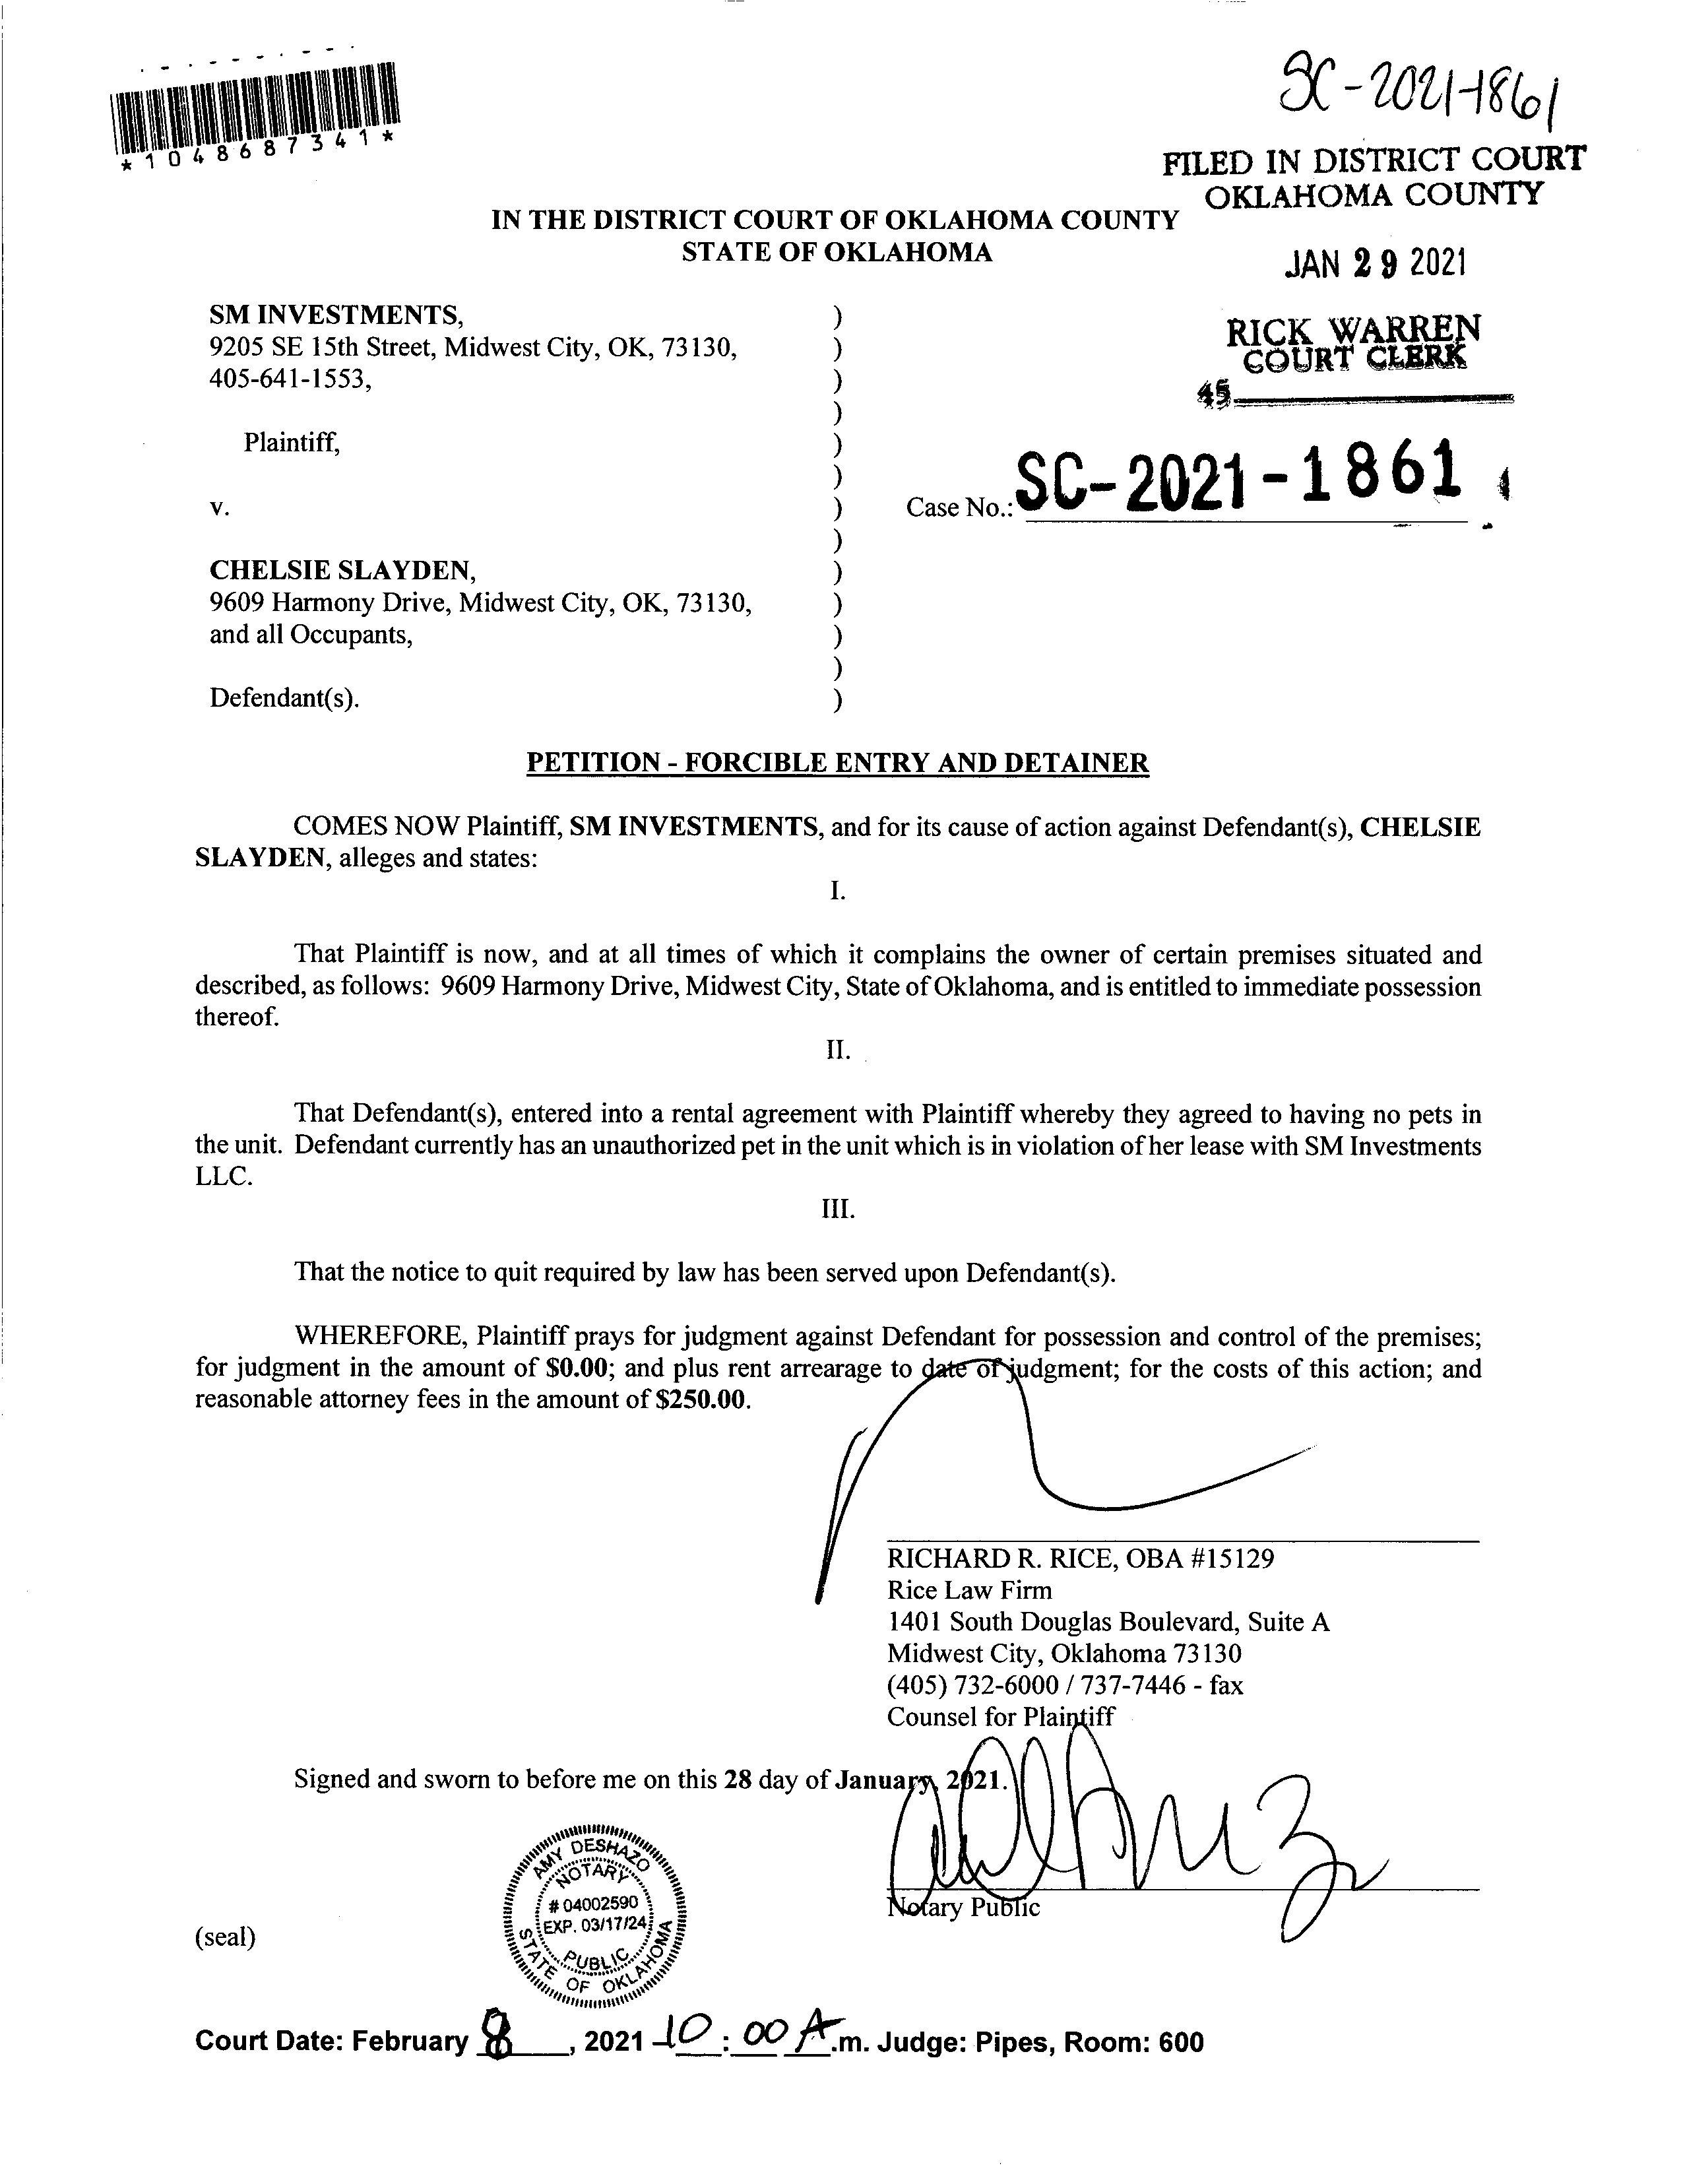 SC-2021-1861
*1048687341*
FILED IN DISTRICT COURT
OKLAHOMA COUNTY
IN THE DISTRICT COURT OF OKLAHOMA COUNTY
STATE OF OKLAHOMA
JAN 29 2021
SM INVESTMENTS, )
9205 SE 15th Street, Midwest City, OK, 73130, )
405-641-1553, )
)
Plaintiff, )
)
v. )
)
CHELSIE SLAYDEN, )
9609 Harmony Drive, Midwest City, OK, 73130, )
and all Occupants, )
)
Defendant(s). )
RICK WARREN
COURT CLERK
45
Case No.: SC-2021-1861
PETITION - FORCIBLE ENTRY AND DETAINER
COMES NOW Plaintiff, SM INVESTMENTS, and for its cause of action against Defendant(s), CHELSIE
SLAYDEN, alleges and states:
I.
That Plaintiff is now, and at all times of which it complains the owner of certain premises situated and
described, as follows: 9609 Harmony Drive, Midwest City, State of Oklahoma, and is entitled to immediate possession
thereof.
II.
That Defendant(s), entered into a rental agreement with Plaintiff whereby they agreed to having no pets in
the unit. Defendant currently has an unauthorized pet in the unit which is in violation of her lease with SM Investments
LLC.
III.
That the notice to quit required by law has been served upon Defendant(s).
WHEREFORE, Plaintiff prays for judgment against Defendant for possession and control of the premises;
for judgment in the amount of $0.00; and plus rent arrearage to date of judgment; for the costs of this action; and
reasonable attorney fees in the amount of $250.00.
RICHARD R. RICE, OBA #15129
Rice Law Firm
1401 South Douglas Boulevard, Suite A
Midwest City, Oklahoma 73130
(405) 732-6000 / 737-7446 - fax
Counsel for Plaintiff
Signed and sworn to before me on this 28 day of January, 2021.
Notary Public
(seal)
AMY DESHAZO
NOTARY
# 04002590
EXP. 03/17/24
PUBLIC
STATE OF OKLAHOMA
Court Date: February 8, 2021 10:00 A.m. Judge: Pipes, Room: 600